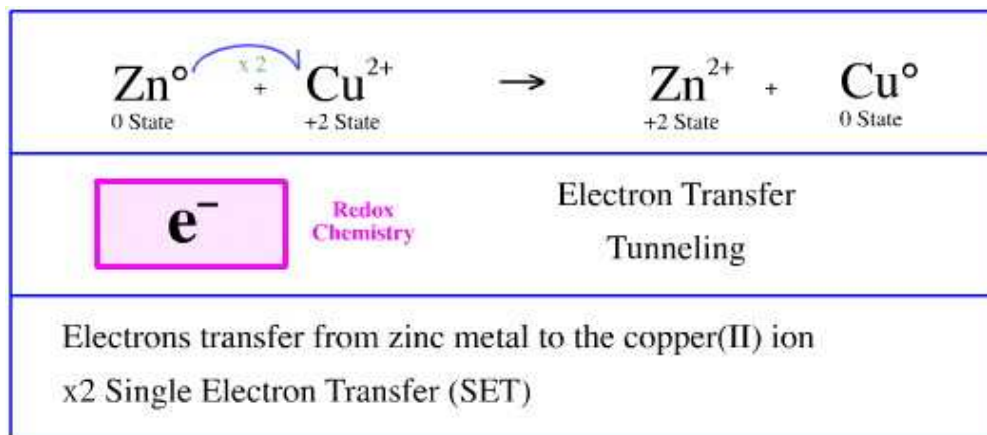 x 2
Zn° + Cu²⁺ → Zn²⁺ + Cu°
0 State +2 State +2 State 0 State
e⁻
Redox
Chemistry
Electron Transfer
Tunneling
Electrons transfer from zinc metal to the copper(II) ion
x2 Single Electron Transfer (SET)